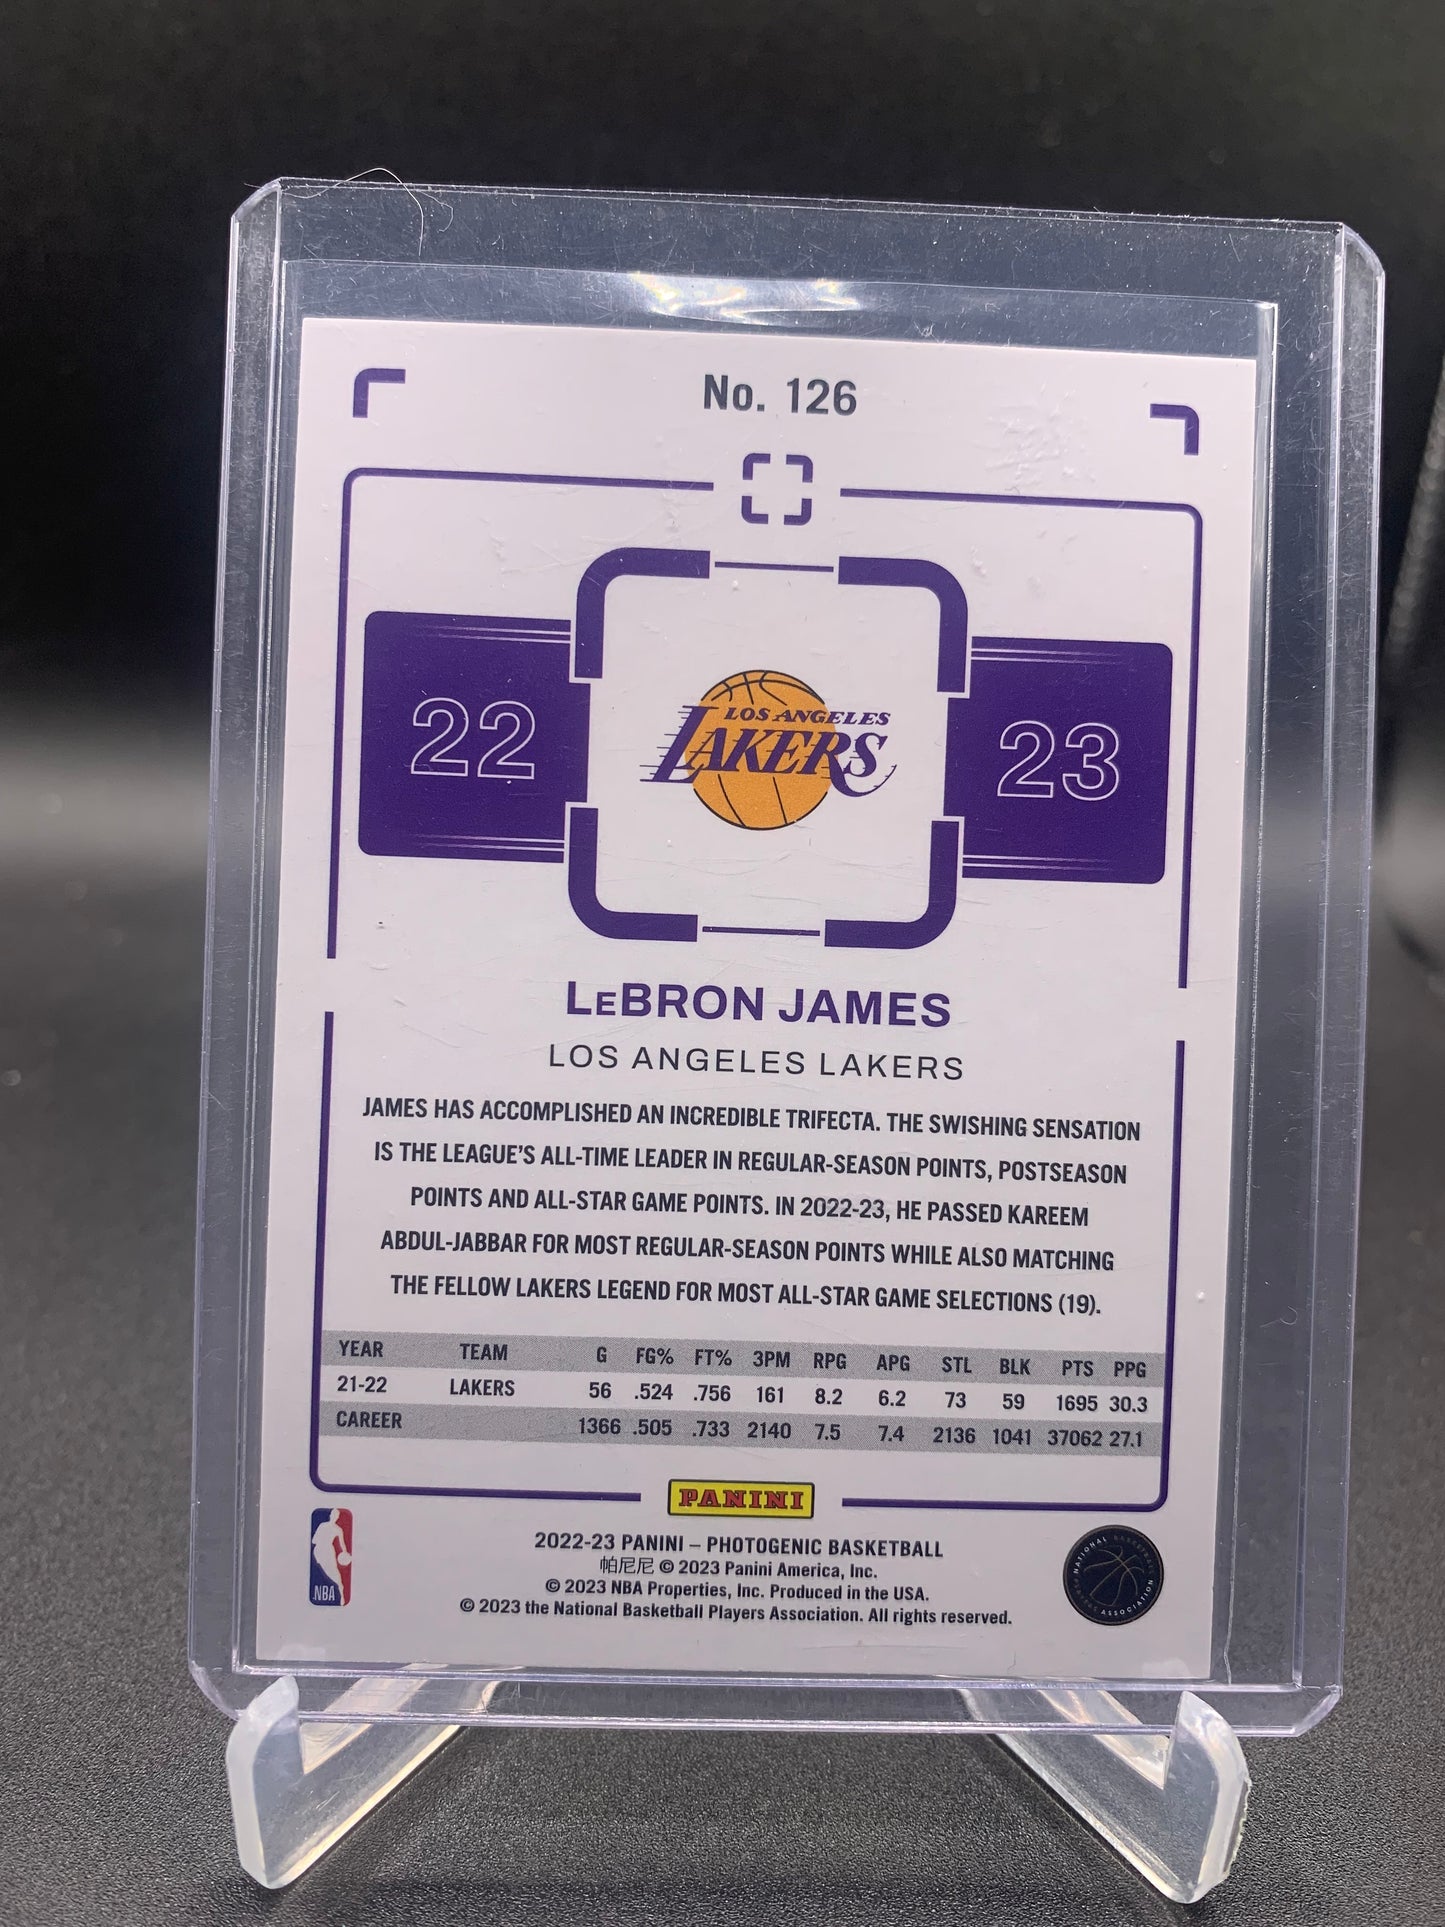 No. 126
22
LOS ANGELES
LAKERS
23
LeBRON JAMES
LOS ANGELES LAKERS
JAMES HAS ACCOMPLISHED AN INCREDIBLE TRIFECTA. THE SWISHING SENSATION
IS THE LEAGUE'S ALL-TIME LEADER IN REGULAR-SEASON POINTS, POSTSEASON
POINTS AND ALL-STAR GAME POINTS. IN 2022-23, HE PASSED KAREEM
ABDUL-JABBAR FOR MOST REGULAR-SEASON POINTS WHILE ALSO MATCHING
THE FELLOW LAKERS LEGEND FOR MOST ALL-STAR GAME SELECTIONS (19).
YEAR TEAM G FG% FT% 3PM RPG APG STL BLK PTS PPG
21-22 LAKERS 56 .524 .756 161 8.2 6.2 73 59 1695 30.3
CAREER 1366 .505 .733 2140 7.5 7.4 2136 1041 37062 27.1
PANINI
2022-23 PANINI – PHOTOGENIC BASKETBALL
帕尼尼 © 2023 Panini America, Inc.
© 2023 NBA Properties, Inc. Produced in the USA.
© 2023 the National Basketball Players Association. All rights reserved.
NBA
NATIONAL BASKETBALL PLAYERS ASSOCIATION